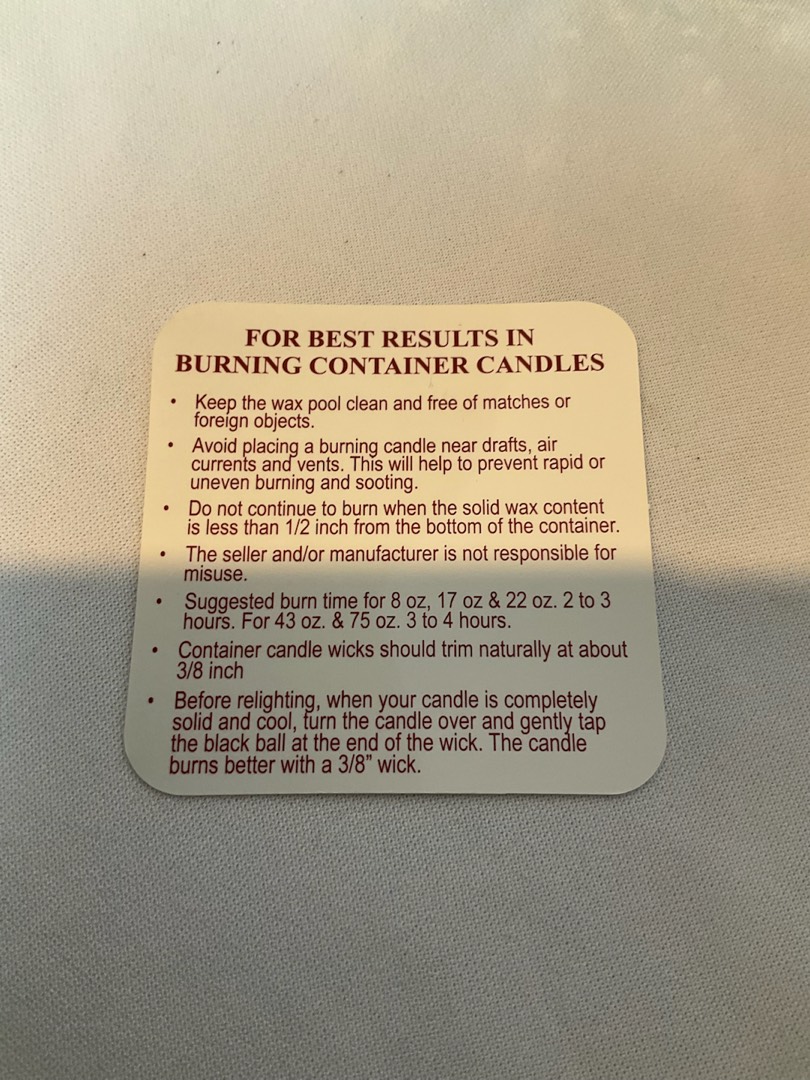 FOR BEST RESULTS IN
BURNING CONTAINER CANDLES
• Keep the wax pool clean and free of matches or
foreign objects.
• Avoid placing a burning candle near drafts, air
currents and vents. This will help to prevent rapid or
uneven burning and sooting.
• Do not continue to burn when the solid wax content
is less than 1/2 inch from the bottom of the container.
• The seller and/or manufacturer is not responsible for
misuse.
• Suggested burn time for 8 oz, 17 oz & 22 oz. 2 to 3
hours. For 43 oz. & 75 oz. 3 to 4 hours.
• Container candle wicks should trim naturally at about
3/8 inch
• Before relighting, when your candle is completely
solid and cool, turn the candle over and gently tap
the black ball at the end of the wick. The candle
burns better with a 3/8” wick.